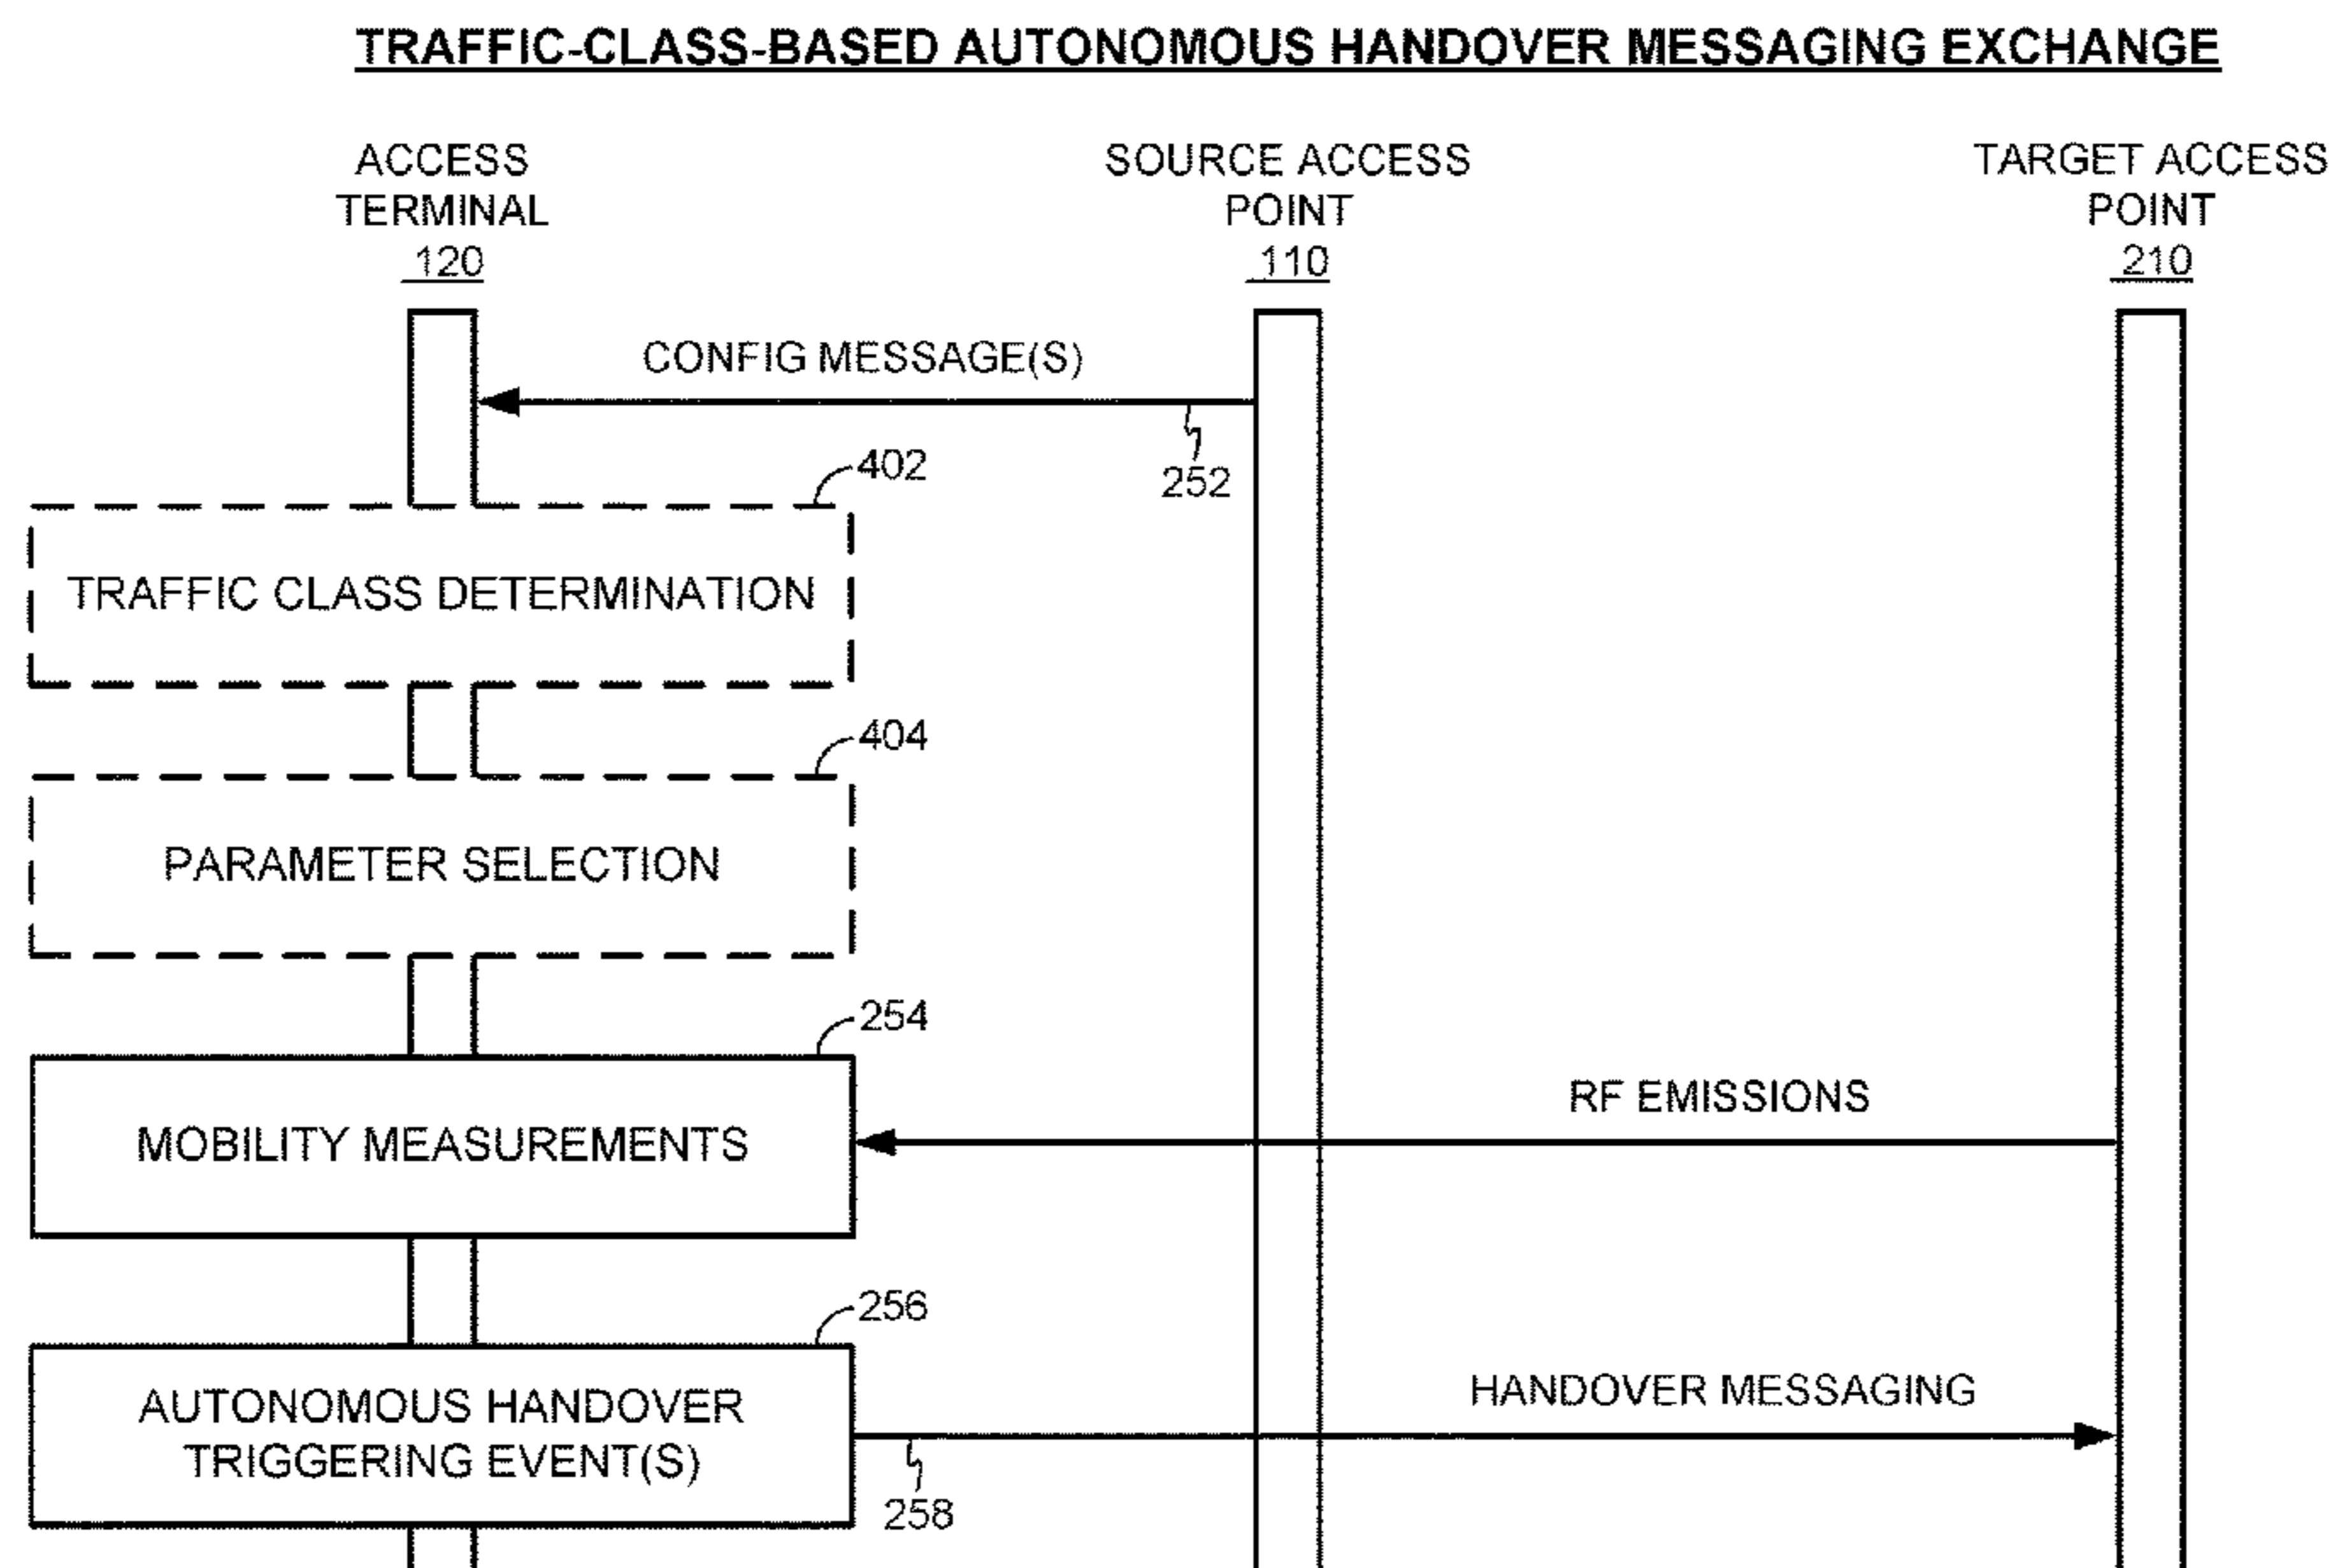 TRAFFIC-CLASS-BASED AUTONOMOUS HANDOVER MESSAGING EXCHANGE
ACCESS
TERMINAL
120
SOURCE ACCESS
POINT
110
TARGET ACCESS
POINT
210
CONFIG MESSAGE(S)
252
402
TRAFFIC CLASS DETERMINATION
404
PARAMETER SELECTION
254
MOBILITY MEASUREMENTS
RF EMISSIONS
256
AUTONOMOUS HANDOVER
TRIGGERING EVENT(S)
HANDOVER MESSAGING
258